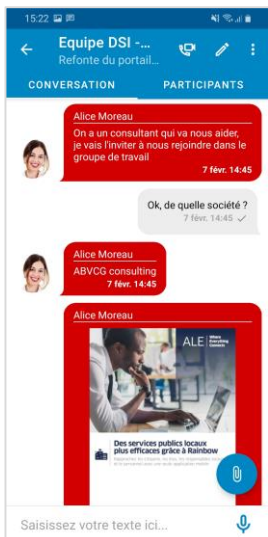 15:22
Equipe DSI -...
Refonte du portail...
CONVERSATION PARTICIPANTS
Alice Moreau
On a un consultant qui va nous aider,
je vais l'inviter à nous rejoindre dans le
groupe de travail
7 févr. 14:45
Ok, de quelle société ?
7 févr. 14:45
Alice Moreau
ABVCG consulting
7 févr. 14:45
Alice Moreau
ALE Where
Everything
Connects
Des services publics locaux
plus efficaces grâce à Rainbow
Saisissez votre texte ici...